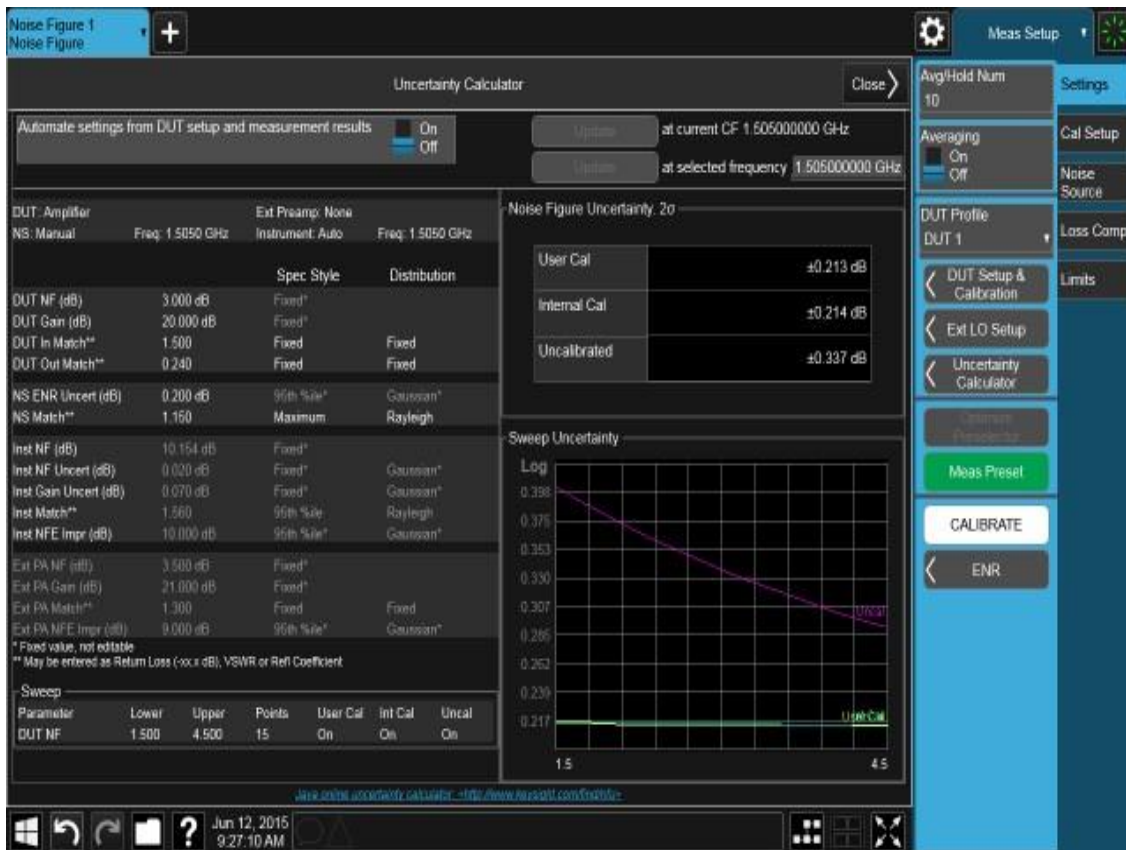 Noise Figure 1
Noise Figure
Meas Setup
Uncertainty Calculator
Close
Automate settings from DUT setup and measurement results
On
Off
Update
at current CF 1.505000000 GHz
Update
at selected frequency 1.505000000 GHz
DUT: Amplifier Ext Preamp: None
NS: Manual Freq: 1.5050 GHz Instrument: Auto Freq: 1.5050 GHz
Spec Style Distribution
DUT NF (dB) 3.000 dB Fixed*
DUT Gain (dB) 20.000 dB Fixed*
DUT In Match** 1.500 Fixed Fixed
DUT Out Match** 0.240 Fixed Fixed
NS ENR Uncert (dB) 0.200 dB 95th %ile* Gaussian*
NS Match** 1.150 Maximum Rayleigh
Inst NF (dB) 10.154 dB Fixed*
Inst NF Uncert (dB) 0.020 dB Fixed* Gaussian*
Inst Gain Uncert (dB) 0.070 dB Fixed* Gaussian*
Inst Match** 1.560 95th %ile Rayleigh
Inst NFE Impr (dB) 10.000 dB 95th %ile* Gaussian*
Ext PA NF (dB) 3.500 dB Fixed*
Ext PA Gain (dB) 21.000 dB Fixed*
Ext PA Match** 1.300 Fixed Fixed
Ext PA NFE Impr (dB) 9.000 dB 95th %ile* Gaussian*
* Fixed value, not editable
** May be entered as Return Loss (-xx.x dB), VSWR or Refl Coefficient
Sweep
Parameter Lower Upper Points User Cal Int Cal Uncal
DUT NF 1.500 4.500 15 On On On
Noise Figure Uncertainty, 2σ
User Cal ±0.213 dB
Internal Cal ±0.214 dB
Uncalibrated ±0.337 dB
Sweep Uncertainty
Log
0.398
0.375
0.353
0.330
0.307
0.285
0.262
0.239
0.217
Uncal
User Cal
1.5 4.5
Java online uncertainty calculator: <http://www.keysight.com/find/nfu>
Avg/Hold Num
10
Averaging
On
Off
DUT Profile
DUT 1
DUT Setup &
Calibration
Ext LO Setup
Uncertainty
Calculator
Optimize
Preselector
Meas Preset
CALIBRATE
ENR
Settings
Cal Setup
Noise
Source
Loss Comp
Limits
?
Jun 12, 2015
9:27:10 AM